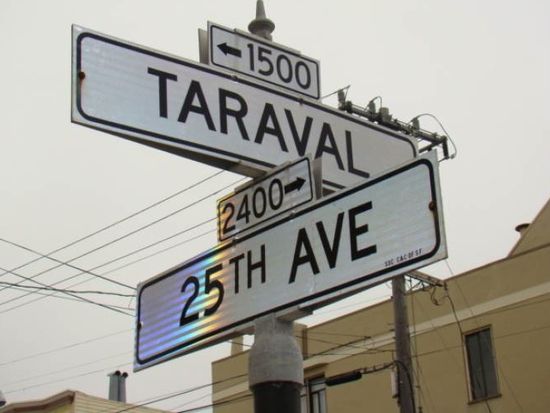 ← 1500
TARAVAL
2400 →
25TH AVE